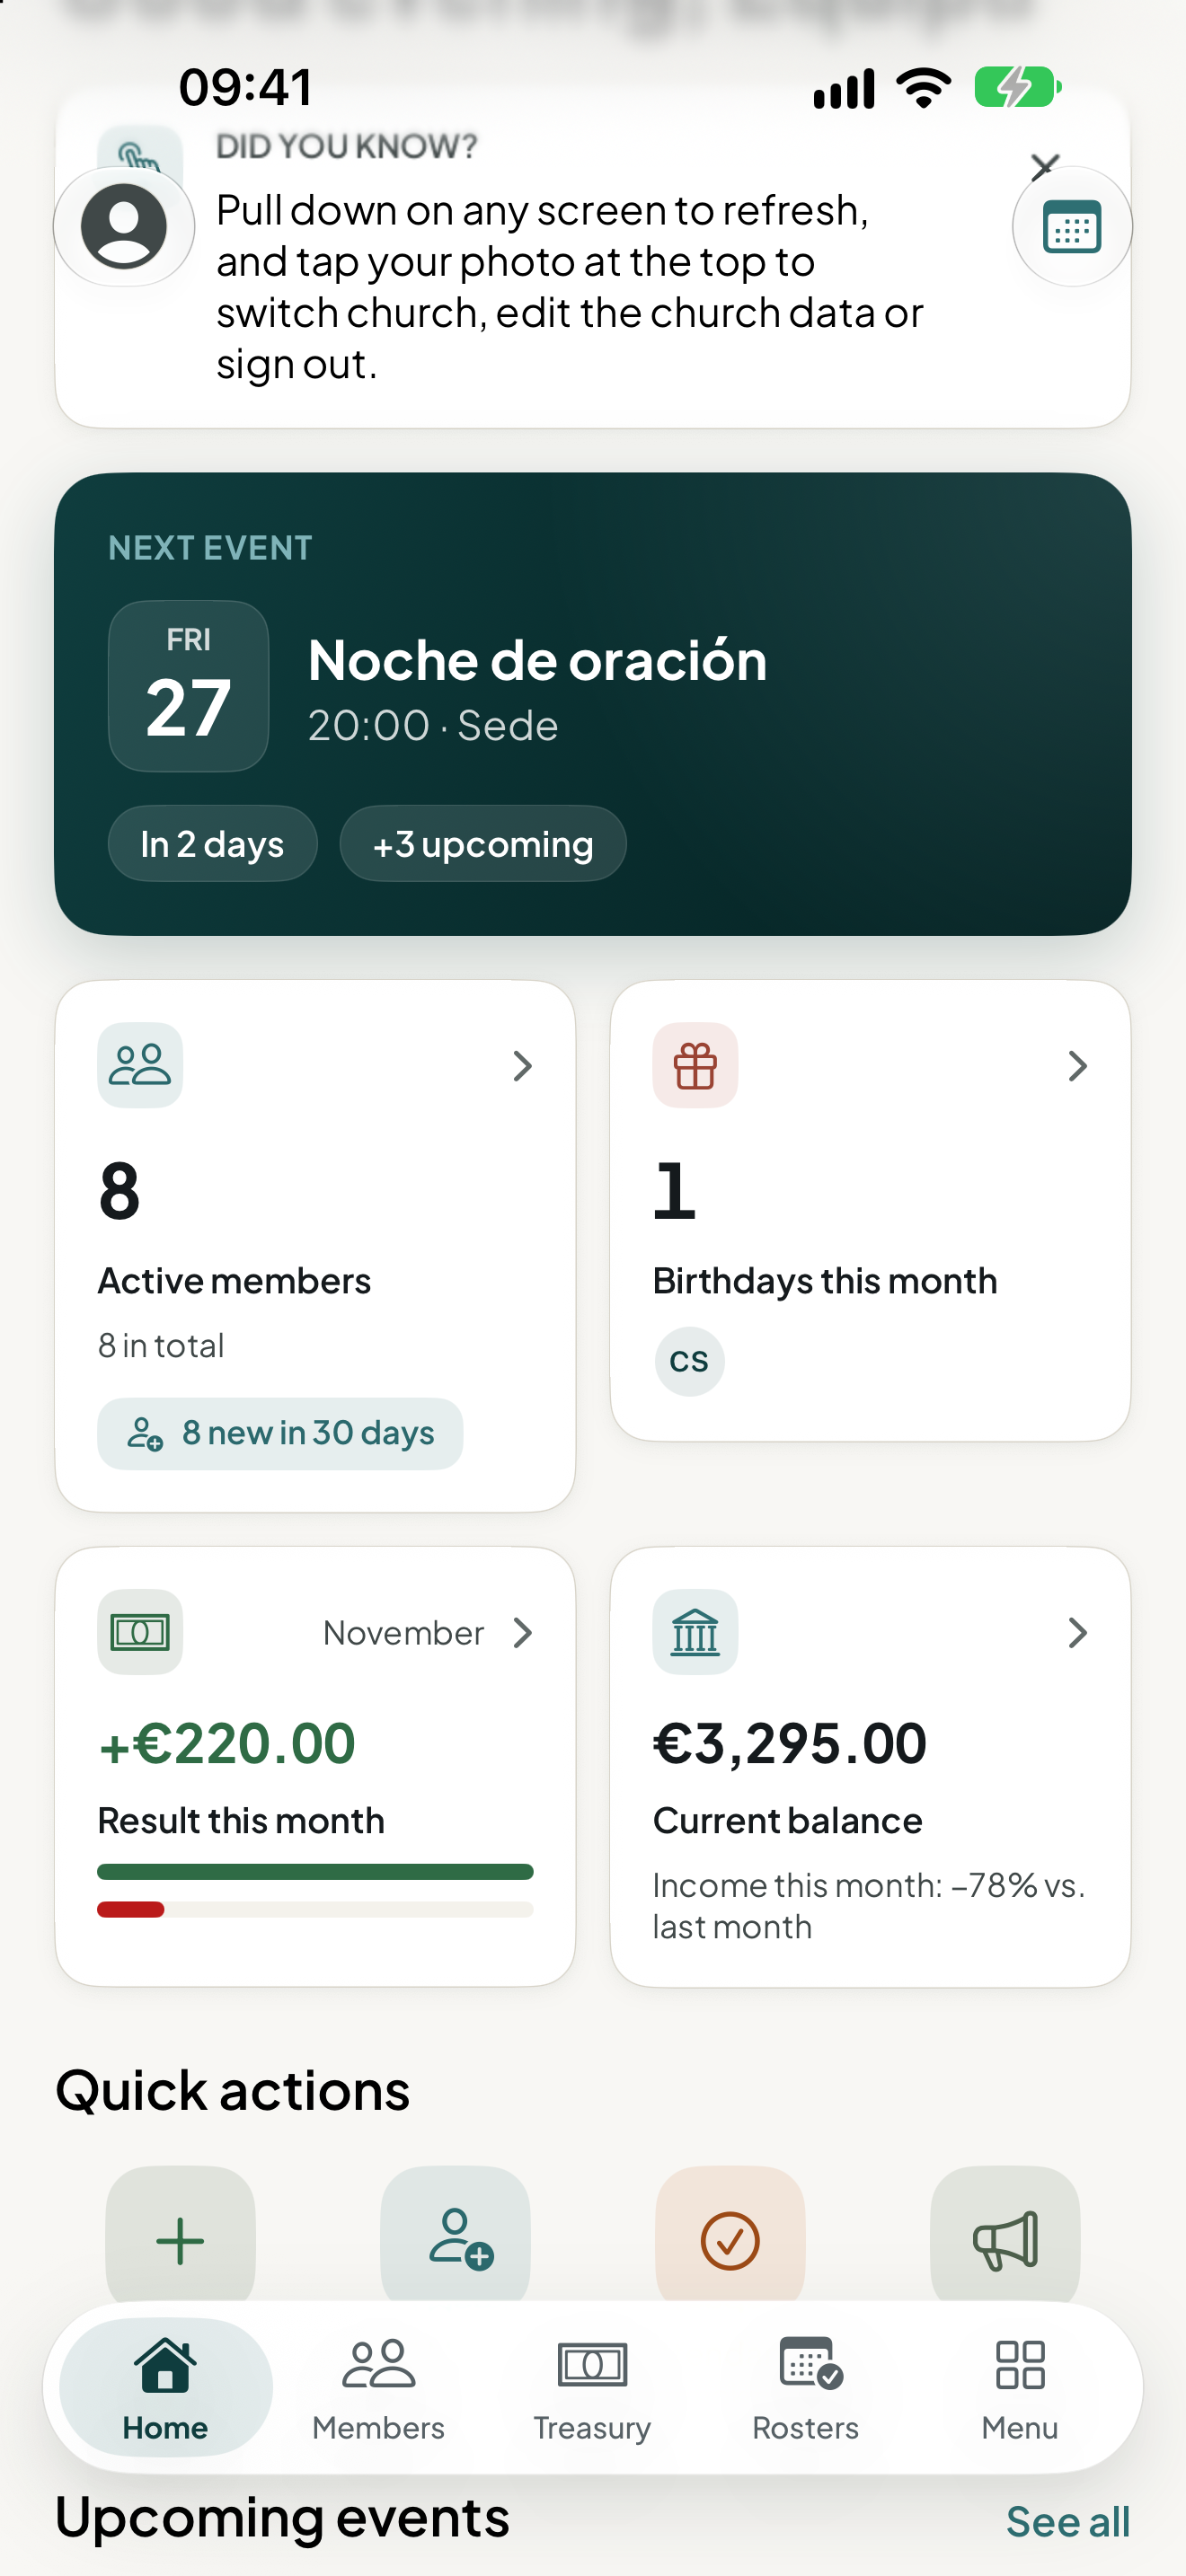 09:41
DID YOU KNOW?
Pull down on any screen to refresh,
and tap your photo at the top to
switch church, edit the church data or
sign out.
NEXT EVENT
FRI
27
Noche de oración
20:00 · Sede
In 2 days
+3 upcoming
8
Active members
8 in total
8 new in 30 days
1
Birthdays this month
CS
November
+€220.00
Result this month
€3,295.00
Current balance
Income this month: –78% vs.
last month
Quick actions
Home
Members
Treasury
Rosters
Menu
Upcoming events
See all